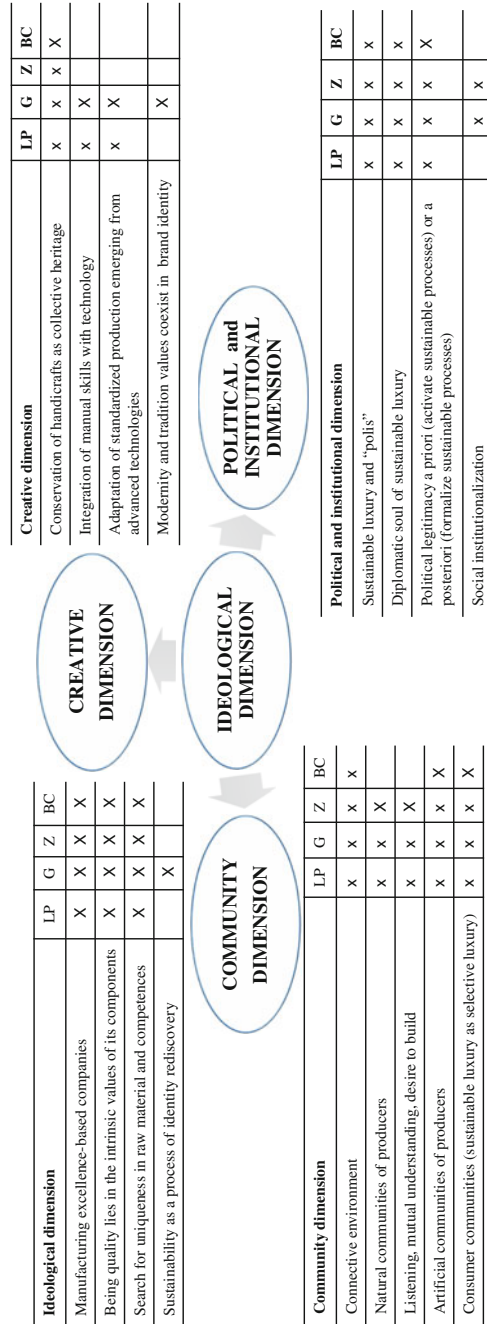 Ideological dimension LP G Z BC
Manufacturing excellence-based companies X X X X
Being quality lies in the intrinsic values of its components X X X X
Search for uniqueness in raw material and competences X X X X
Sustainability as a process of identity rediscovery X
Creative dimension LP G Z BC
Conservation of handicrafts as collective heritage x x x X
Integration of manual skills with technology x X
Adaptation of standardized production emerging from
advanced technologies x X
Modernity and tradition values coexist in brand identity X
CREATIVE
DIMENSION
COMMUNITY
DIMENSION
IDEOLOGICAL
DIMENSION
POLITICAL and
INSTITUTIONAL
DIMENSION
Community dimension LP G Z BC
Connective environment x x x x
Natural communities of producers x x X
Listening, mutual understanding, desire to build x x X
Artificial communities of producers x x x X
Consumer communities (sustainable luxury as selective luxury) x x x X
Political and institutional dimension LP G Z BC
Sustainable luxury and “polis” x x x x
Diplomatic soul of sustainable luxury x x x x
Political legitimacy a priori (activate sustainable processes) or a
posteriori (formalize sustainable processes) x x x X
Social institutionalization x x